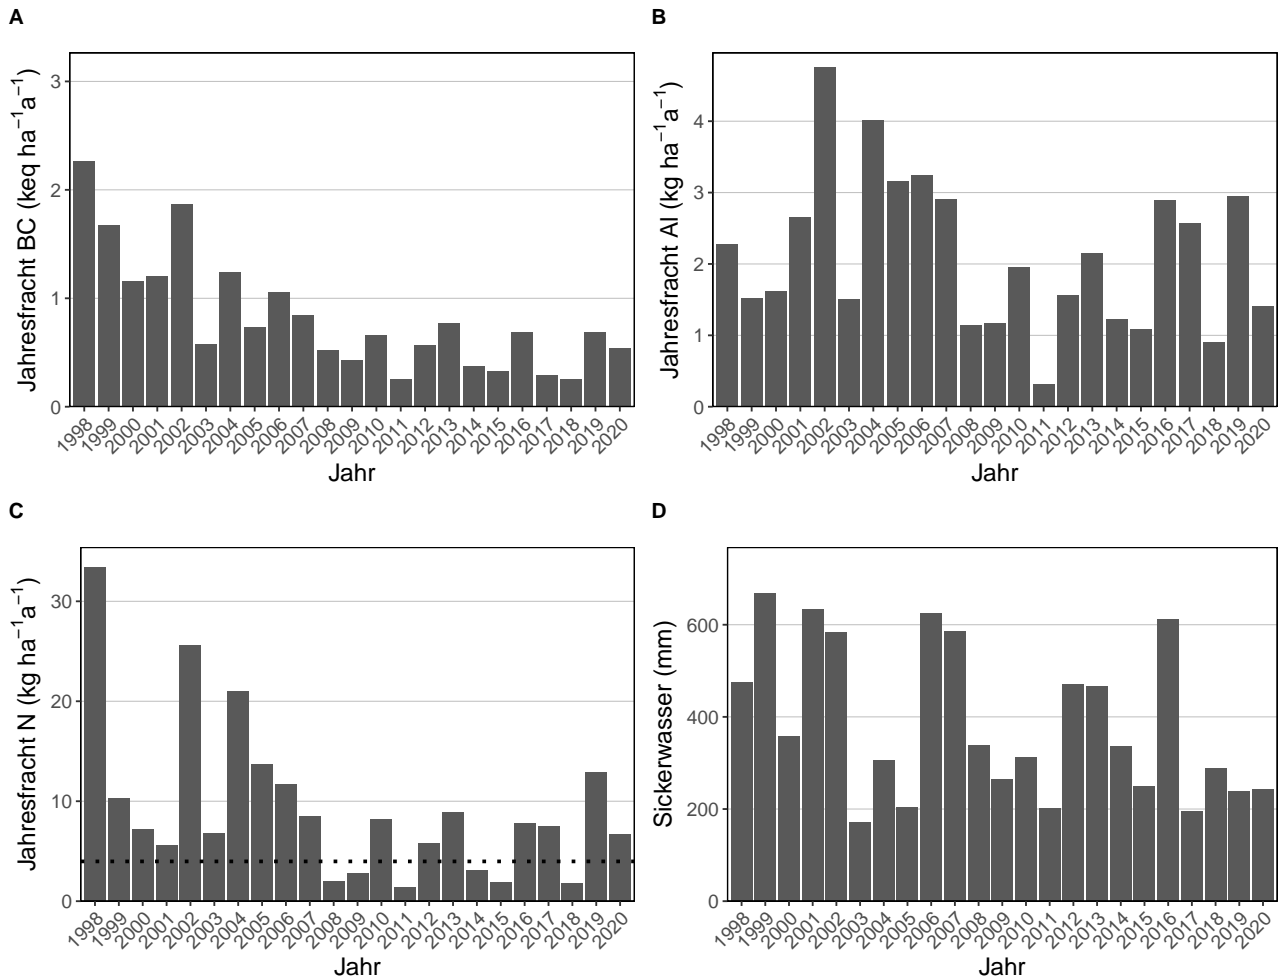 A
Jahresfracht BC (keq ha⁻¹a⁻¹)
3
2
1
0
1998 1999 2000 2001 2002 2003 2004 2005 2006 2007 2008 2009 2010 2011 2012 2013 2014 2015 2016 2017 2018 2019 2020
Jahr
B
Jahresfracht Al (kg ha⁻¹a⁻¹)
4
3
2
1
0
1998 1999 2000 2001 2002 2003 2004 2005 2006 2007 2008 2009 2010 2011 2012 2013 2014 2015 2016 2017 2018 2019 2020
Jahr
C
Jahresfracht N (kg ha⁻¹a⁻¹)
30
20
10
0
1998 1999 2000 2001 2002 2003 2004 2005 2006 2007 2008 2009 2010 2011 2012 2013 2014 2015 2016 2017 2018 2019 2020
Jahr
D
Sickerwasser (mm)
600
400
200
0
1998 1999 2000 2001 2002 2003 2004 2005 2006 2007 2008 2009 2010 2011 2012 2013 2014 2015 2016 2017 2018 2019 2020
Jahr